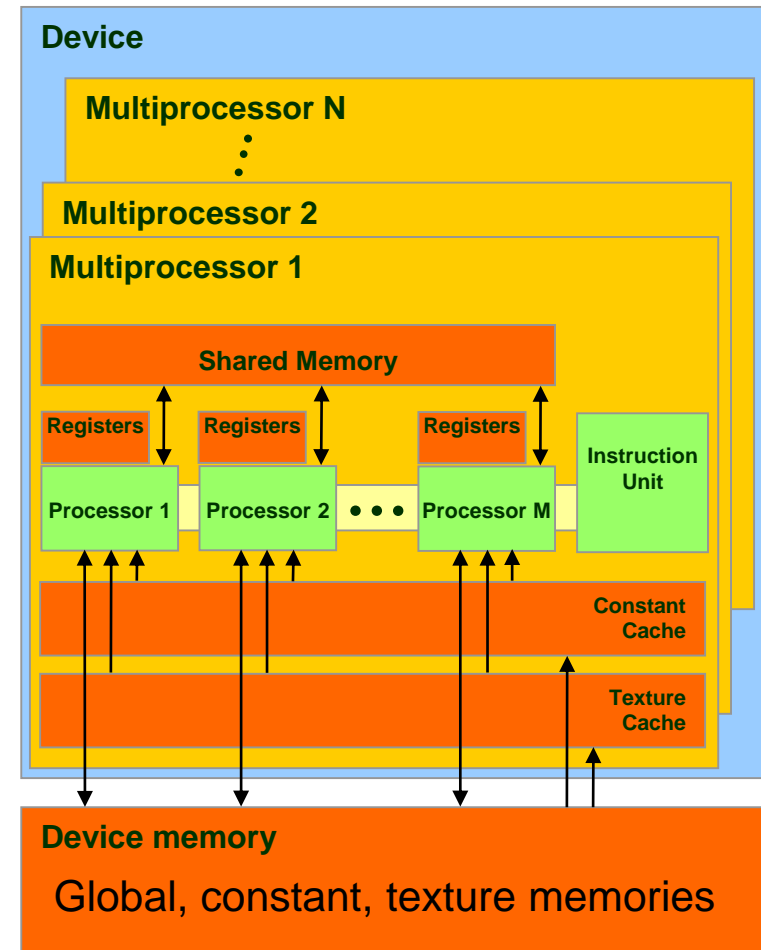 Device
Multiprocessor N
Multiprocessor 2
Multiprocessor 1
Shared Memory
Registers
Registers
Registers
Instruction
Unit
Processor 1
Processor 2
Processor M
Constant
Cache
Texture
Cache
Device memory
Global, constant, texture memories